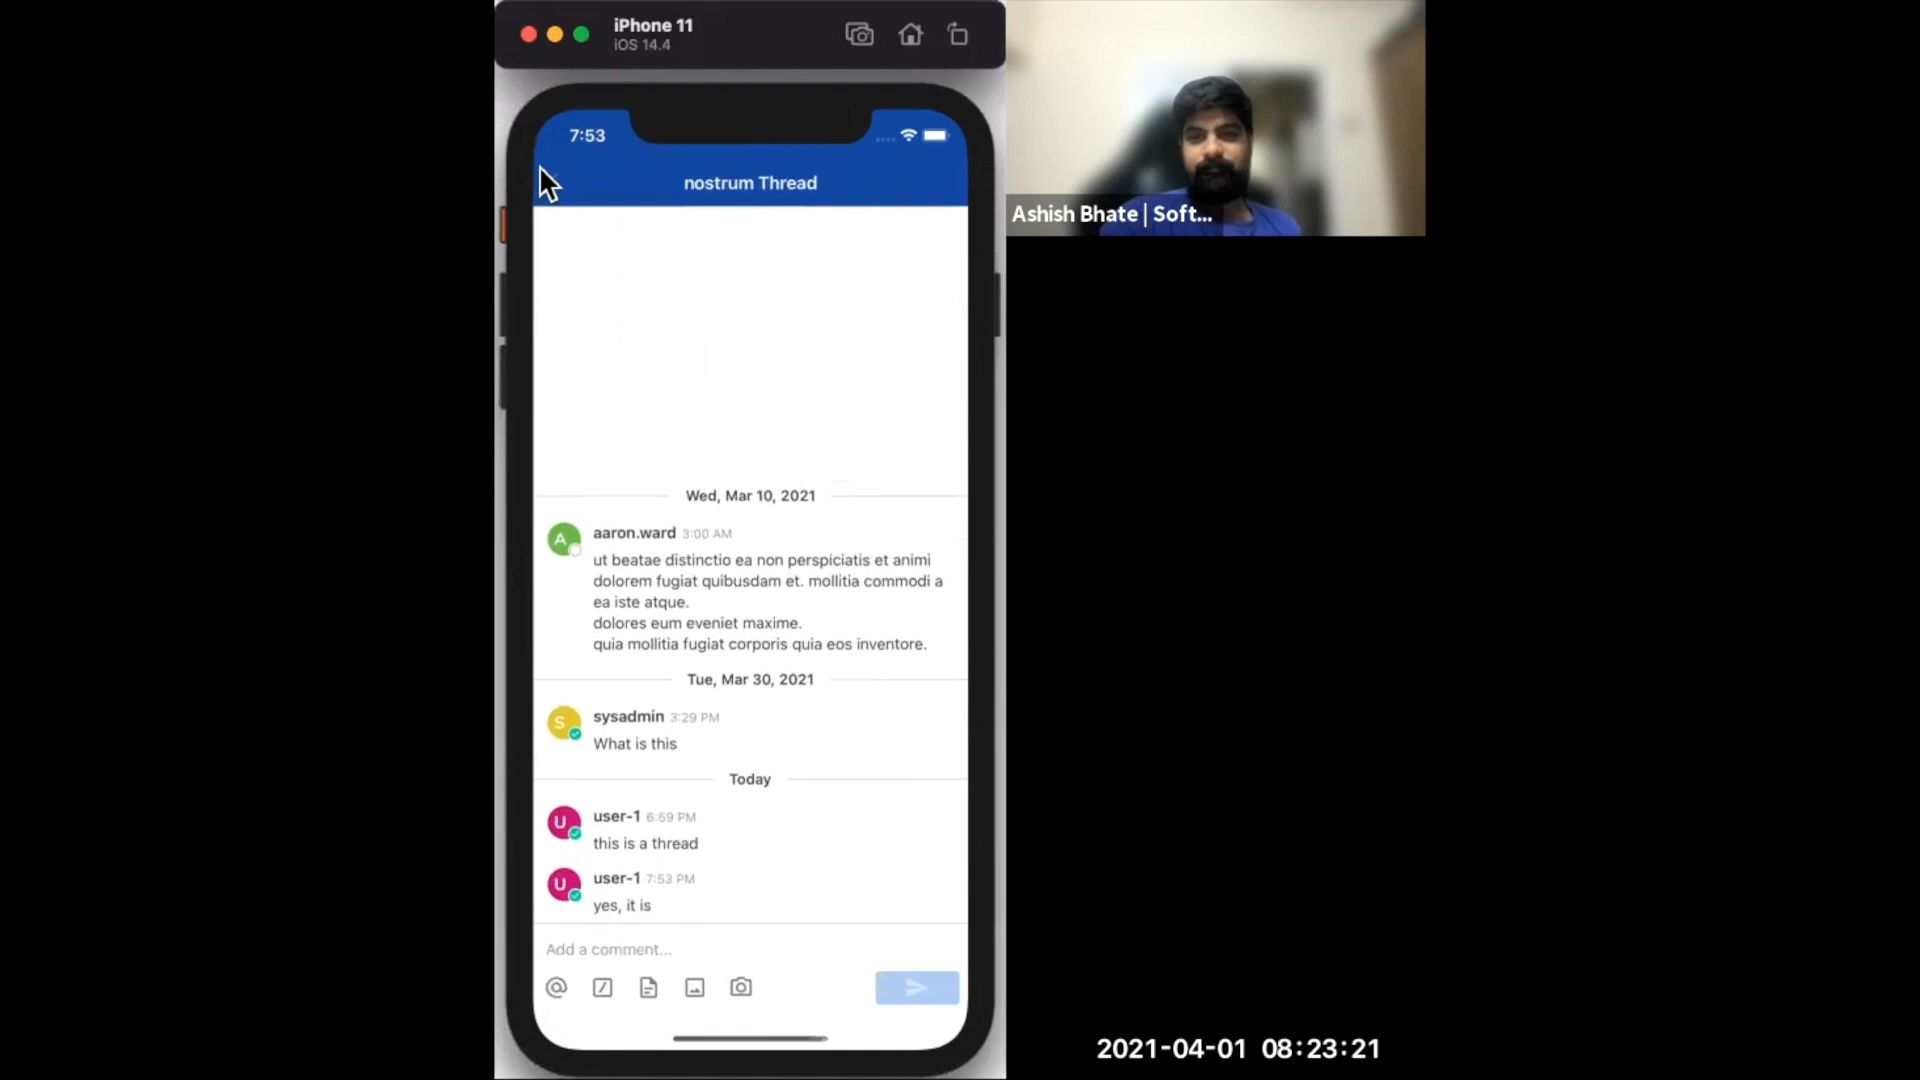 iPhone 11
iOS 14.4
7:53
nostrum Thread
Wed, Mar 10, 2021
A
aaron.ward 3:00 AM
ut beatae distinctio ea non perspiciatis et animi
dolorem fugiat quibusdam et. mollitia commodi a
ea iste atque.
dolores eum eveniet maxime.
quia mollitia fugiat corporis quia eos inventore.
Tue, Mar 30, 2021
S
sysadmin 3:29 PM
What is this
Today
U
user-1 6:59 PM
this is a thread
U
user-1 7:53 PM
yes, it is
Add a comment...
Ashish Bhate | Soft...
2021-04-01 08:23:21